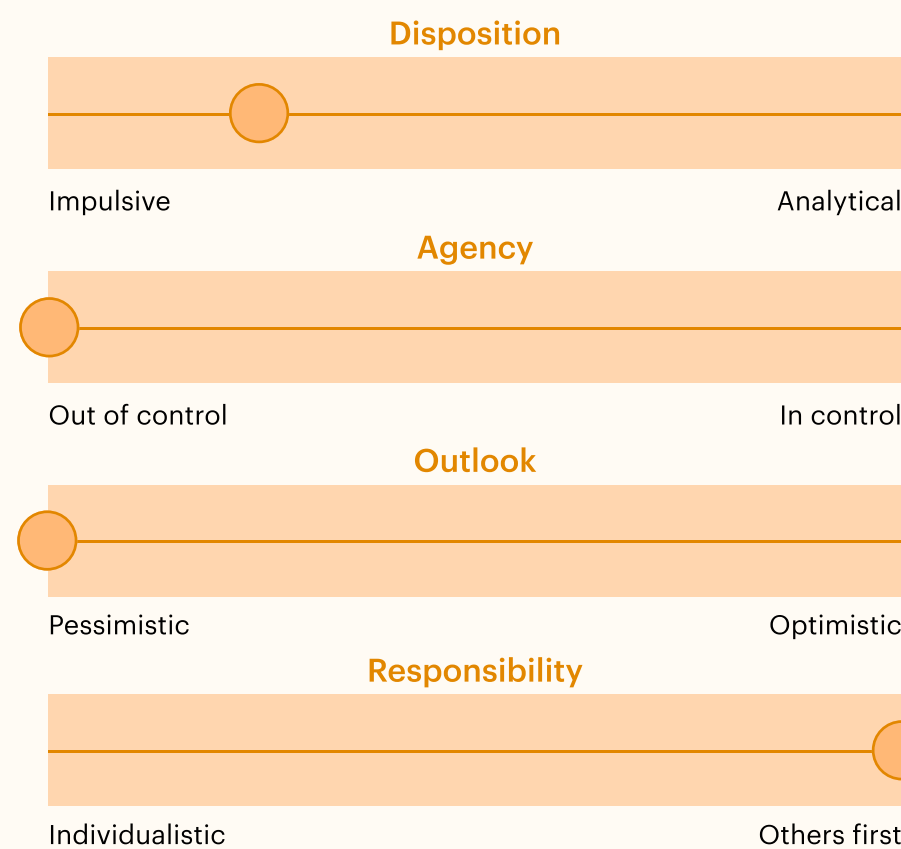 Disposition
Impulsive Analytical
Agency
Out of control In control
Outlook
Pessimistic Optimistic
Responsibility
Individualistic Others first